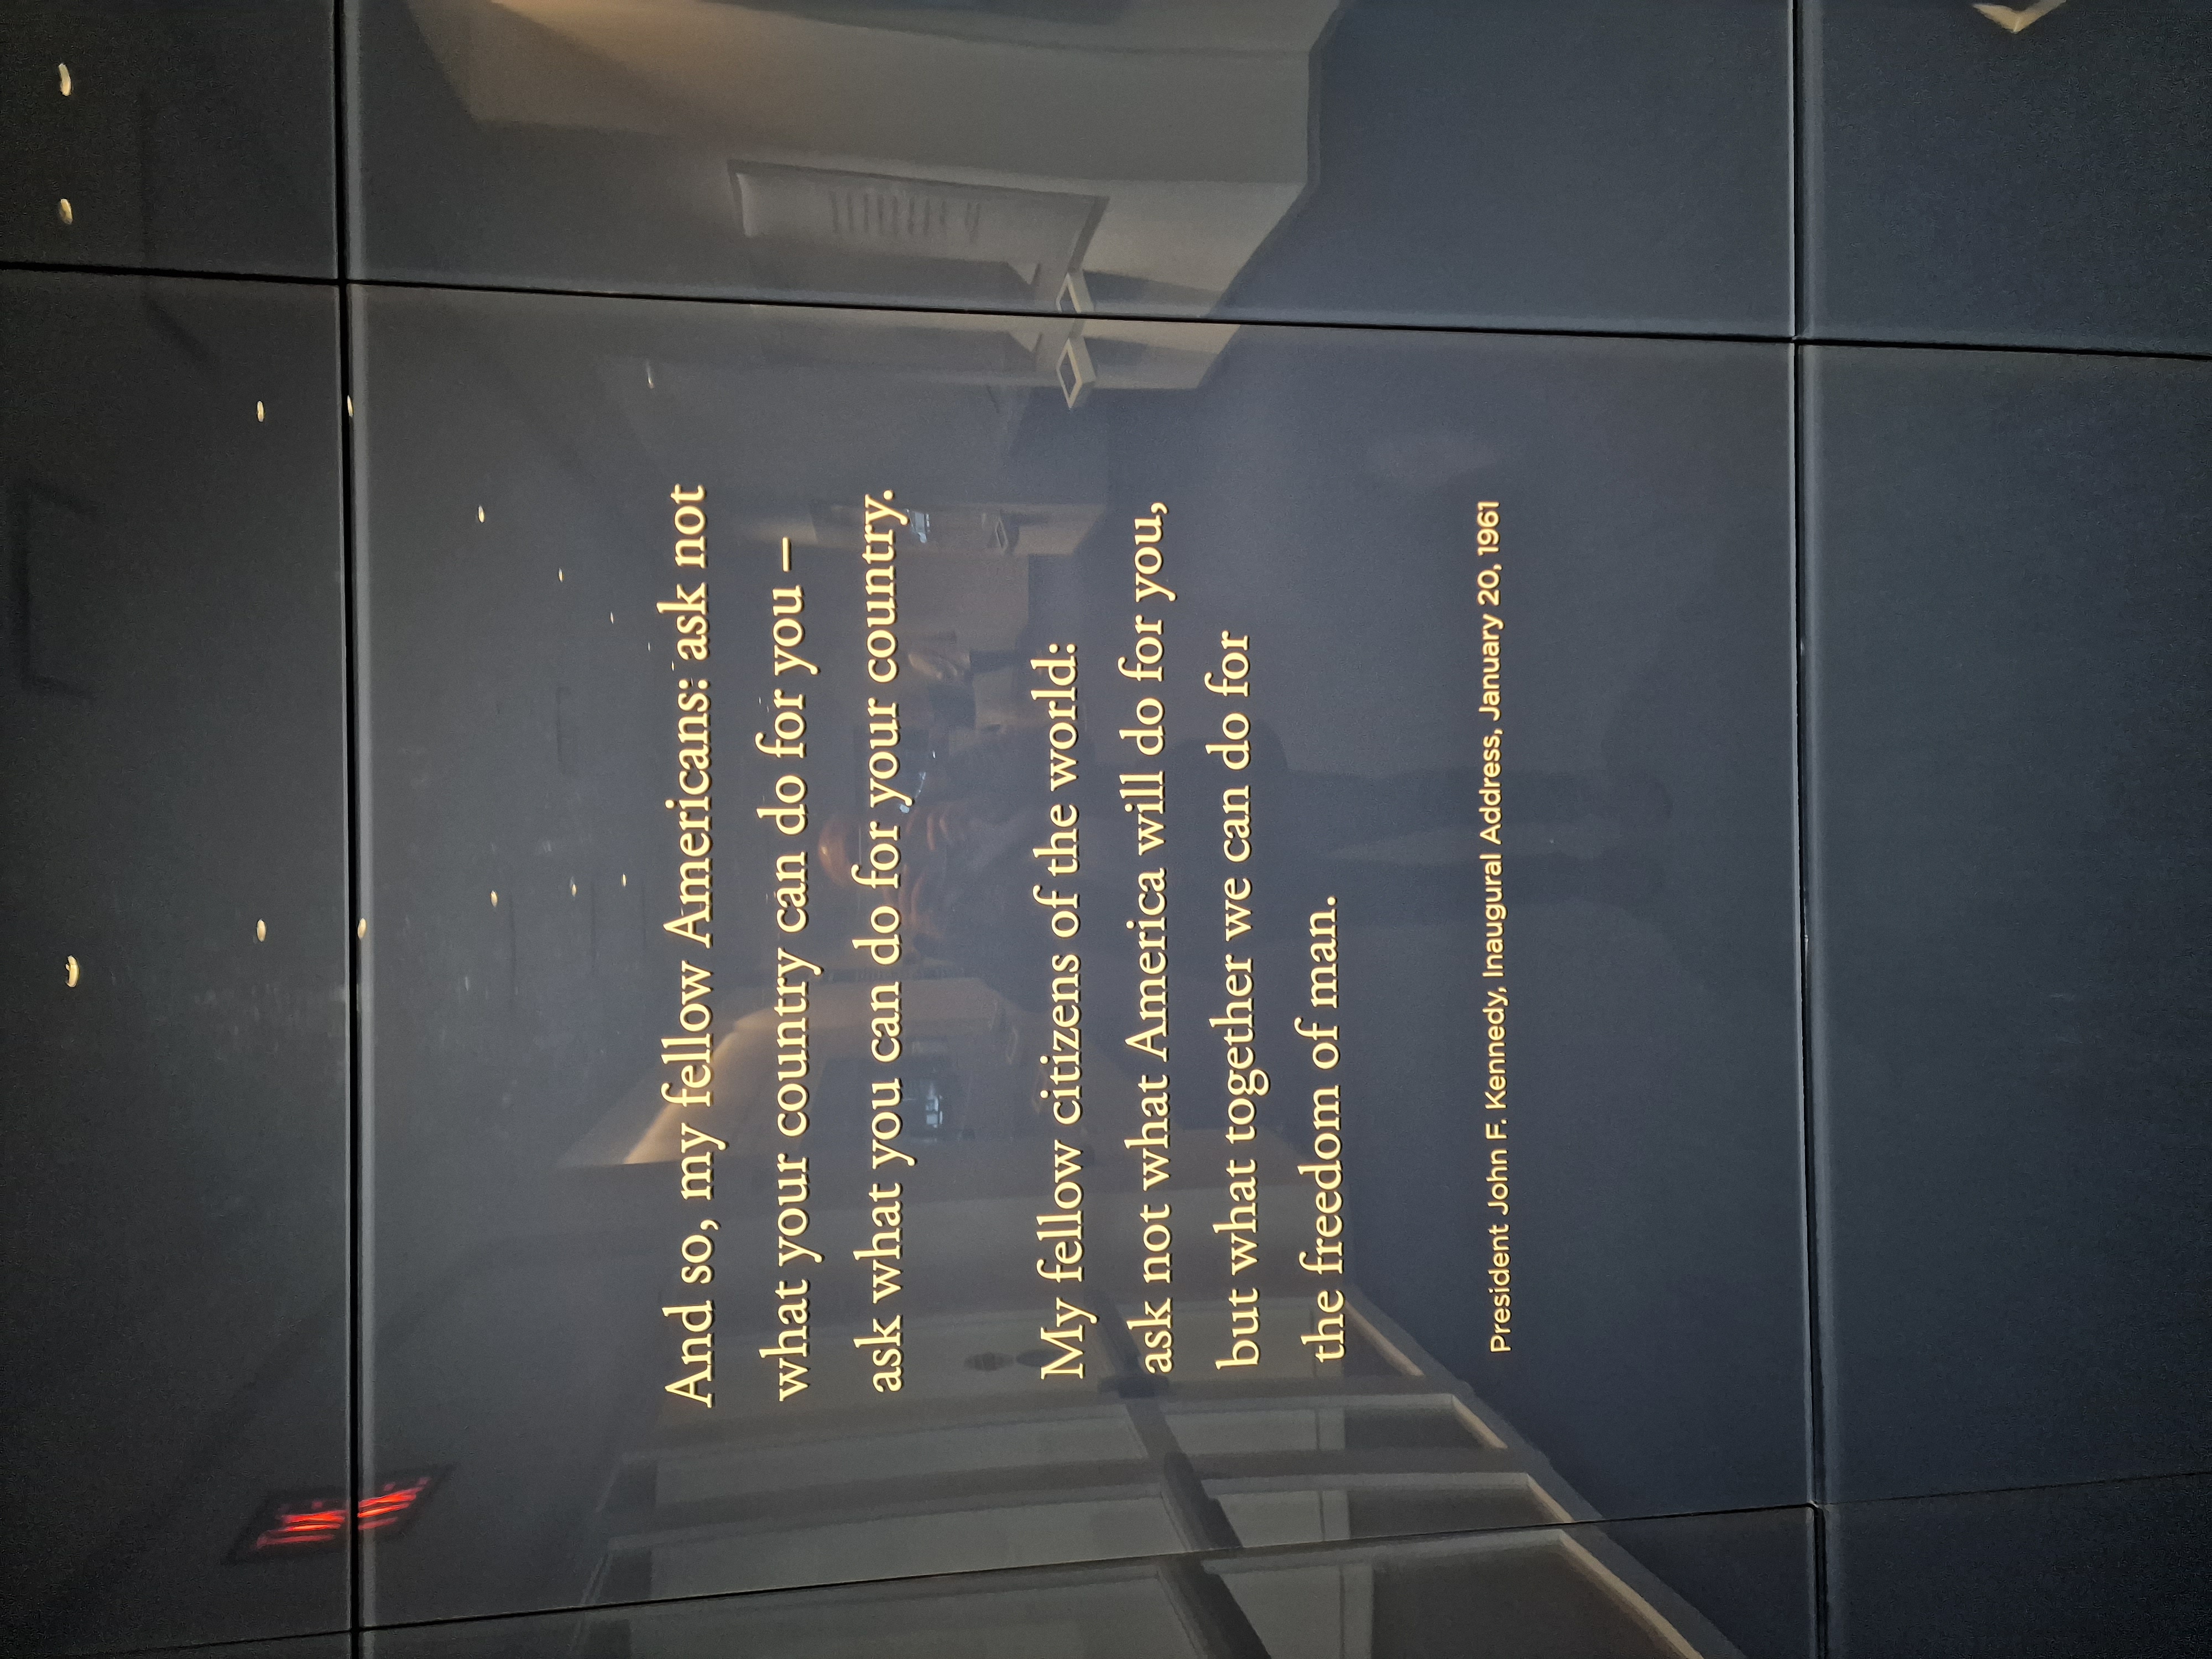 And so, my fellow Americans: ask not
what your country can do for you –
ask what you can do for your country.
My fellow citizens of the world:
ask not what America will do for you,
but what together we can do for
the freedom of man.
President John F. Kennedy, Inaugural Address, January 20, 1961